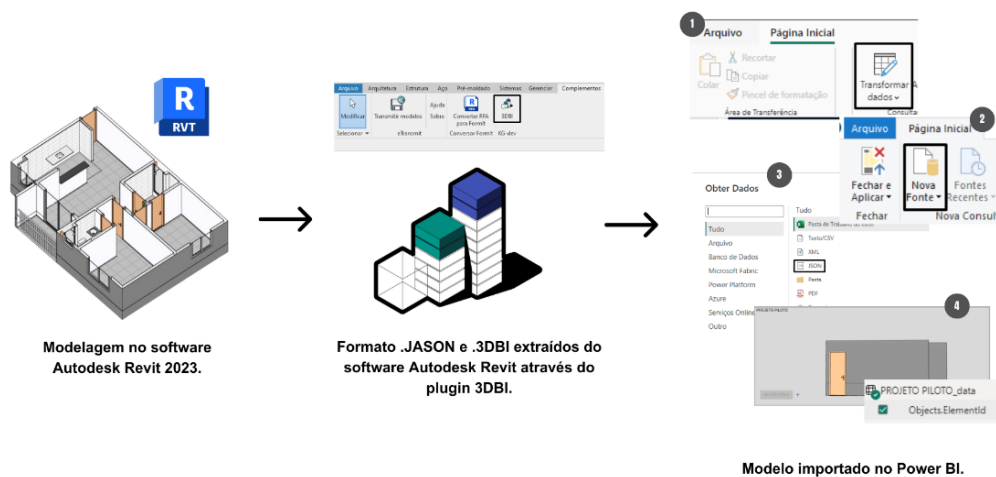 R
RVT
Modelagem no software
Autodesk Revit 2023.
Arquivo Arquitetura Estrutura Aço Pré-moldado Sistemas Gerenciar Complementos
Modificar
Transmitir modelos
Ajuda
Sobre
Converter RFA
para Formit
3DBI
Selecionar
eTransmit
Conversor Formit
KG-dev
Formato .JASON e .3DBI extraídos do
software Autodesk Revit através do
plugin 3DBI.
1
Arquivo Página Inicial
Colar
Recortar
Copiar
Pincel de formatação
Área de Transferência
Transformar
dados
A
Consulta
2
Arquivo Página Inicial
Fechar e
Aplicar
Nova
Fonte
Fontes
Recentes
Fechar
Nova Consul
3
Obter Dados
Tudo
Arquivo
Banco de Dados
Microsoft Fabric
Power Platform
Azure
Serviços Online
Outro
Tudo
Pasta de Trabalho do Excel
Texto/CSV
XML
JSON
Pasta
PDF
4
PROJETO PILOTO
PROJETO PILOTO_data
Objects.ElementId
Modelo importado no Power BI.